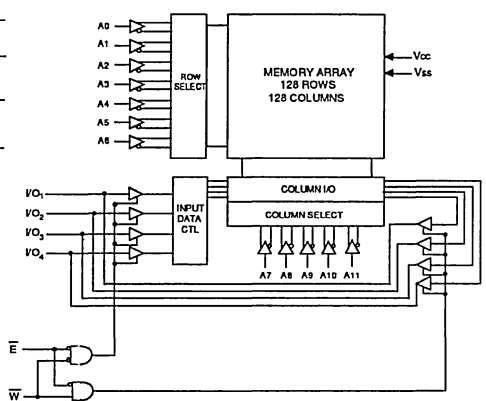 A0
A1
A2
A3
A4
A5
A6
ROW
SELECT
MEMORY ARRAY
128 ROWS
128 COLUMNS
Vcc
Vss
I/O1
I/O2
I/O3
I/O4
INPUT
DATA
CTL
COLUMN I/O
COLUMN SELECT
A7 A8 A9 A10 A11
E
W